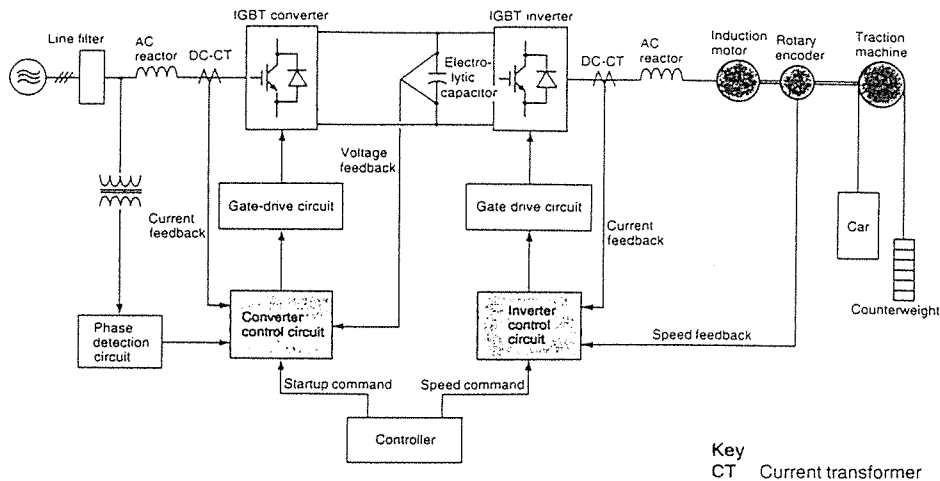 IGBT converter
IGBT inverter
Line filter
AC
reactor
DC-CT
Electro-
lytic
capacitor
DC-CT
AC
reactor
Induction
motor
Rotary
encoder
Traction
machine
Voltage
feedback
Gate-drive circuit
Gate drive circuit
Current
feedback
Current
feedback
Car
Counterweight
Phase
detection
circuit
Converter
control circuit
Inverter
control
circuit
Speed feedback
Startup command
Speed command
Controller
Key
CT Current transformer